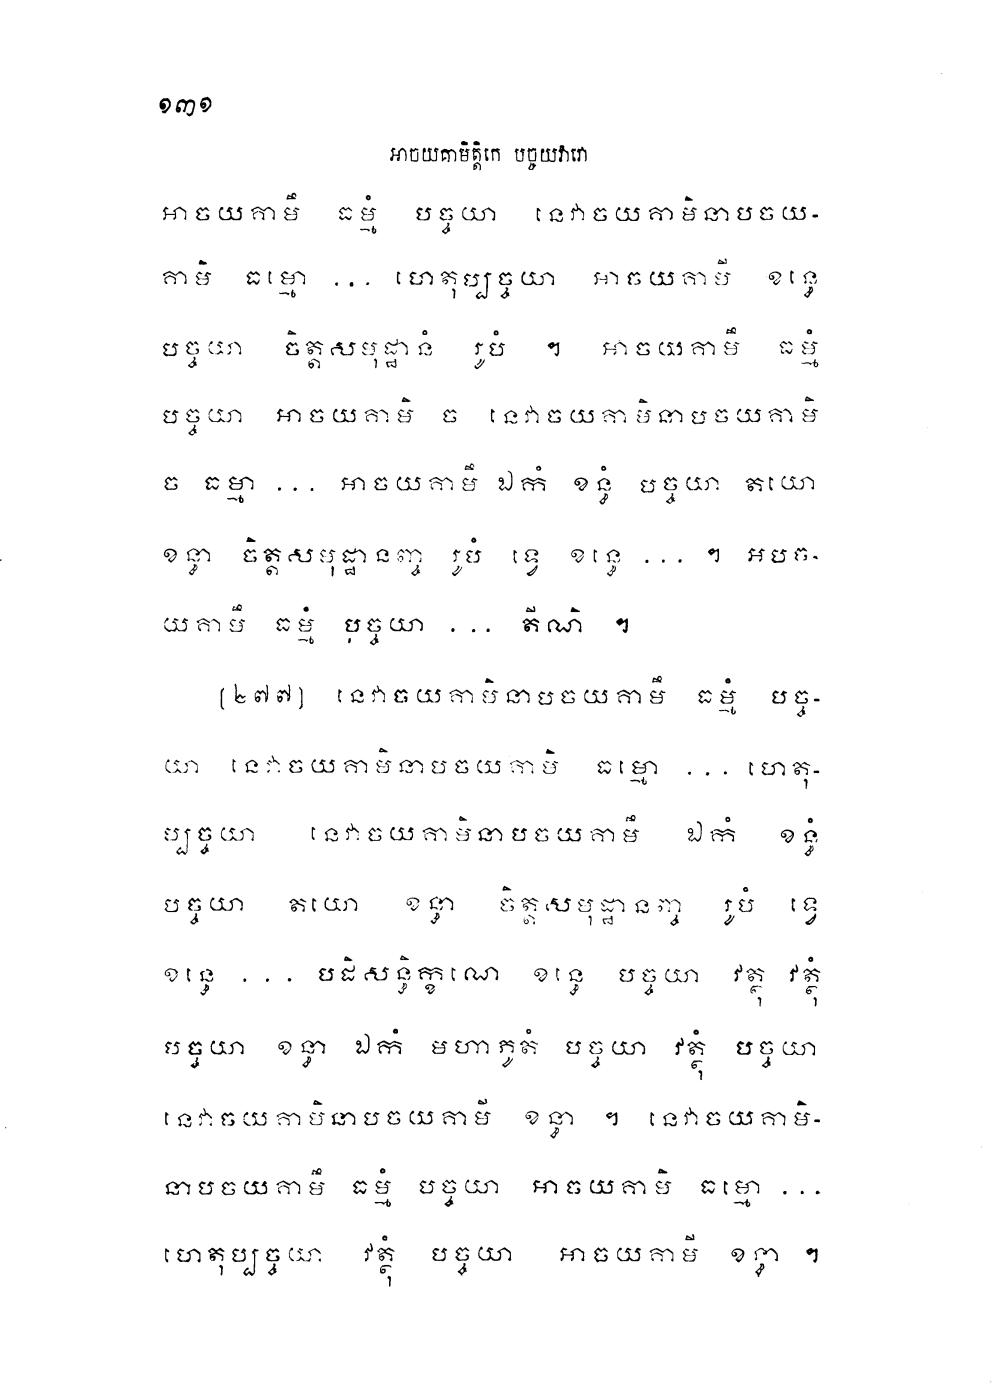 ១៣១
អាចយគាមិត្តិកេ បច្ចយវារោ
អាចយគាមឹ ធម្មំ បច្ចយា នេវាចយគាមិនាបចយ-
គាមិ ធម្មោ ... ហេតុប្បច្ចយា អាចយគាមី ខន្ធេ
បច្ចយា ចិត្តសមុដ្ឋានំ រូបំ ។ អាចយគាមឹ ធម្មំ
បច្ចយា អាចយគាមិ ច នេវាចយគាមិនាបចយគាមិ
ច ធម្មា ... អាចយគាមឹ ឯកំ ខន្ធំ បច្ចយា តយោ
ខន្ធា ចិត្តសមុដ្ឋានញ្ច រូបំ ទ្វេ ខន្ធេ ... ។ អបច-
យគាមឹ ធម្មំ បច្ចយា ... តីណិ ។
[២៧៧] នេវាចយគាមិនាបចយគាមឹ ធម្មំ បច្ច-
យា នេវាចយគាមិនាបចយគាមិ ធម្មោ ... ហេតុ-
ប្បច្ចយា នេវាចយគាមិនាបចយគាមឹ ឯកំ ខន្ធំ
បច្ចយា តយោ ខន្ធា ចិត្តសមុដ្ឋានញ្ច រូបំ ទ្វេ
ខន្ធេ ... បដិសន្ធិក្ខណេ ខន្ធេ បច្ចយា វត្ថុ វត្ថុំ
បច្ចយា ខន្ធា ឯកំ មហាភូតំ បច្ចយា វត្ថុំ បច្ចយា
នេវាចយគាមិនាបចយគាមី ខន្ធា ។ នេវាចយគាមិ-
នាបចយគាមឹ ធម្មំ បច្ចយា អាចយគាមិ ធម្មោ ...
ហេតុប្បច្ចយា វត្ថុំ បច្ចយា អាចយគាមី ខន្ធា ។